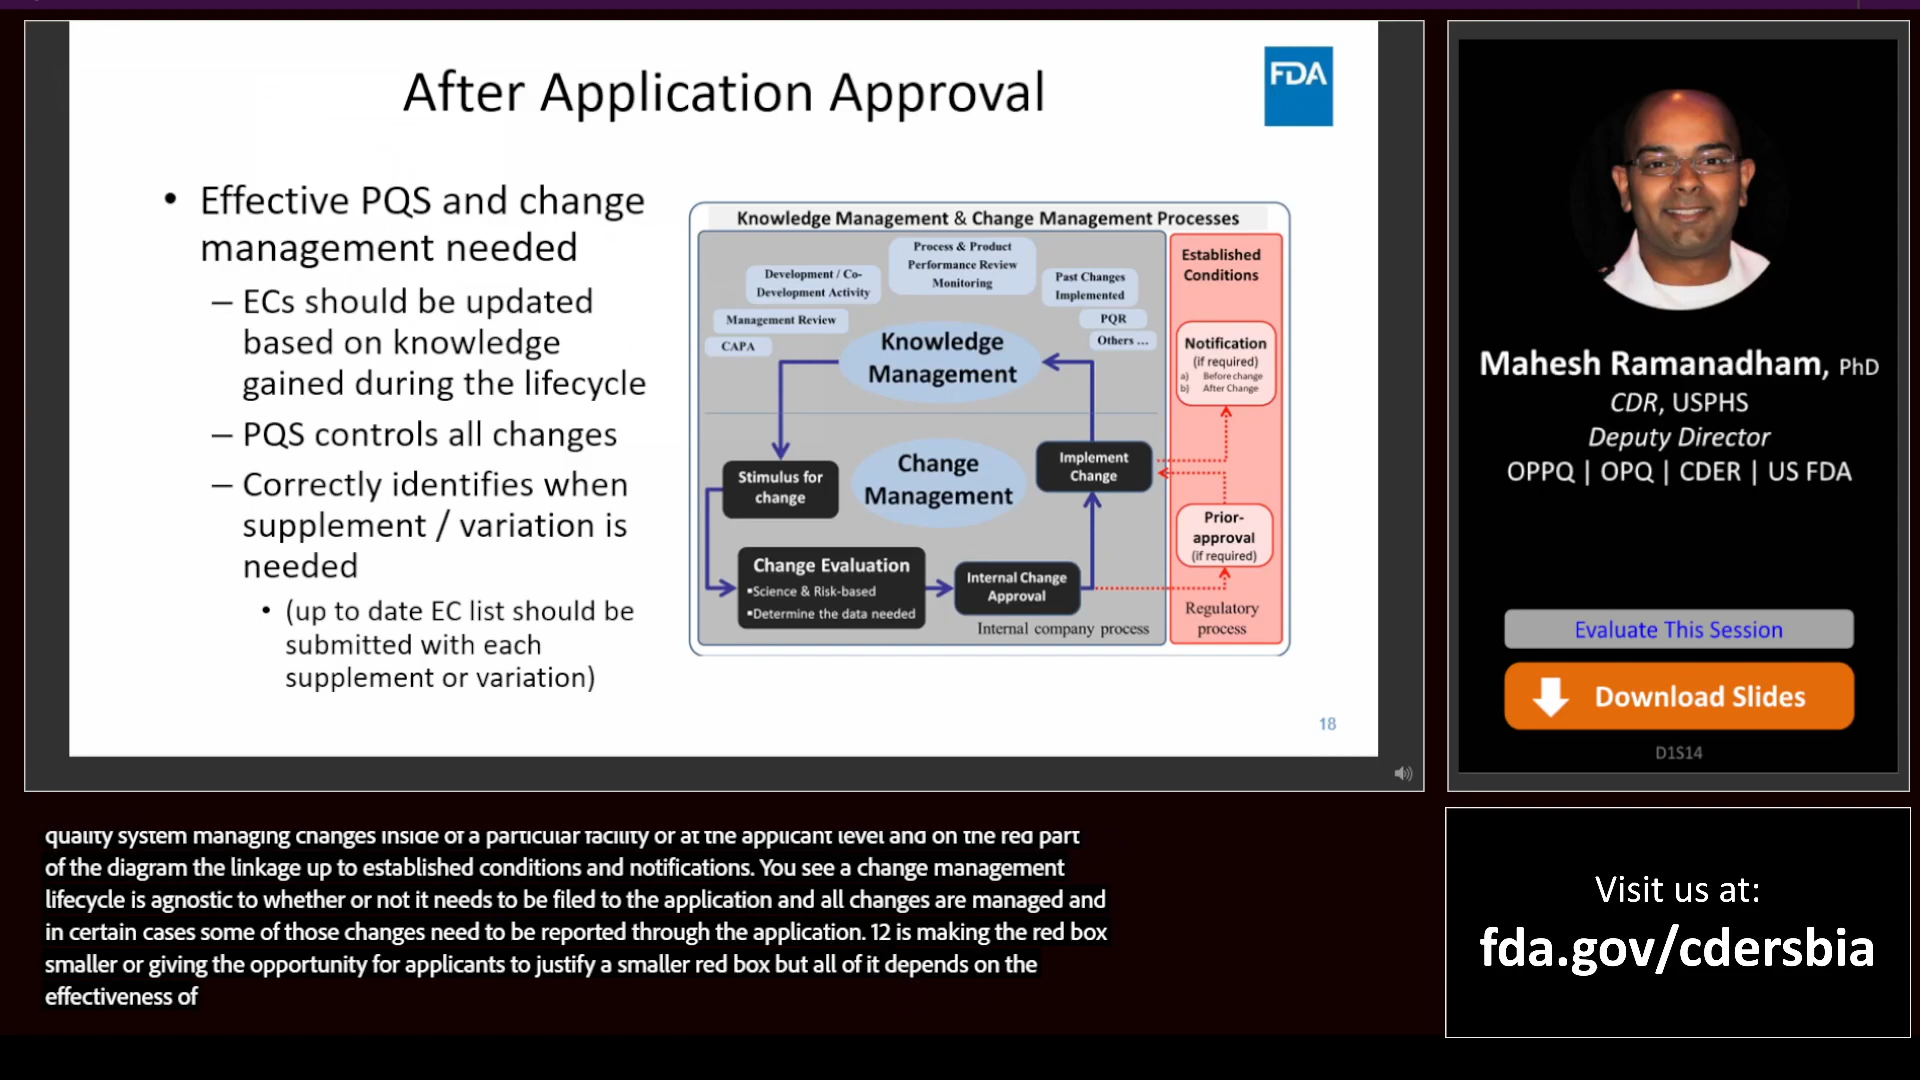 After Application Approval
FDA
• Effective PQS and change
management needed
– ECs should be updated
based on knowledge
gained during the lifecycle
– PQS controls all changes
– Correctly identifies when
supplement / variation is
needed
• (up to date EC list should be
submitted with each
supplement or variation)
Knowledge Management & Change Management Processes
Process & Product
Performance Review
Monitoring
Development / Co-
Development Activity
Past Changes
Implemented
Management Review
PQR
CAPA
Others ...
Knowledge
Management
Change
Management
Stimulus for
change
Implement
Change
Change Evaluation
▪Science & Risk-based
▪Determine the data needed
Internal Change
Approval
Internal company process
Established
Conditions
Notification
(if required)
a) Before change
b) After Change
Prior-
approval
(if required)
Regulatory
process
18
Mahesh Ramanadham, PhD
CDR, USPHS
Deputy Director
OPPQ | OPQ | CDER | US FDA
Evaluate This Session
Download Slides
D1S14
quality system managing changes inside of a particular facility or at the applicant level and on the red part
of the diagram the linkage up to established conditions and notifications. You see a change management
lifecycle is agnostic to whether or not it needs to be filed to the application and all changes are managed and
in certain cases some of those changes need to be reported through the application. 12 is making the red box
smaller or giving the opportunity for applicants to justify a smaller red box but all of it depends on the
effectiveness of
Visit us at:
fda.gov/cdersbia